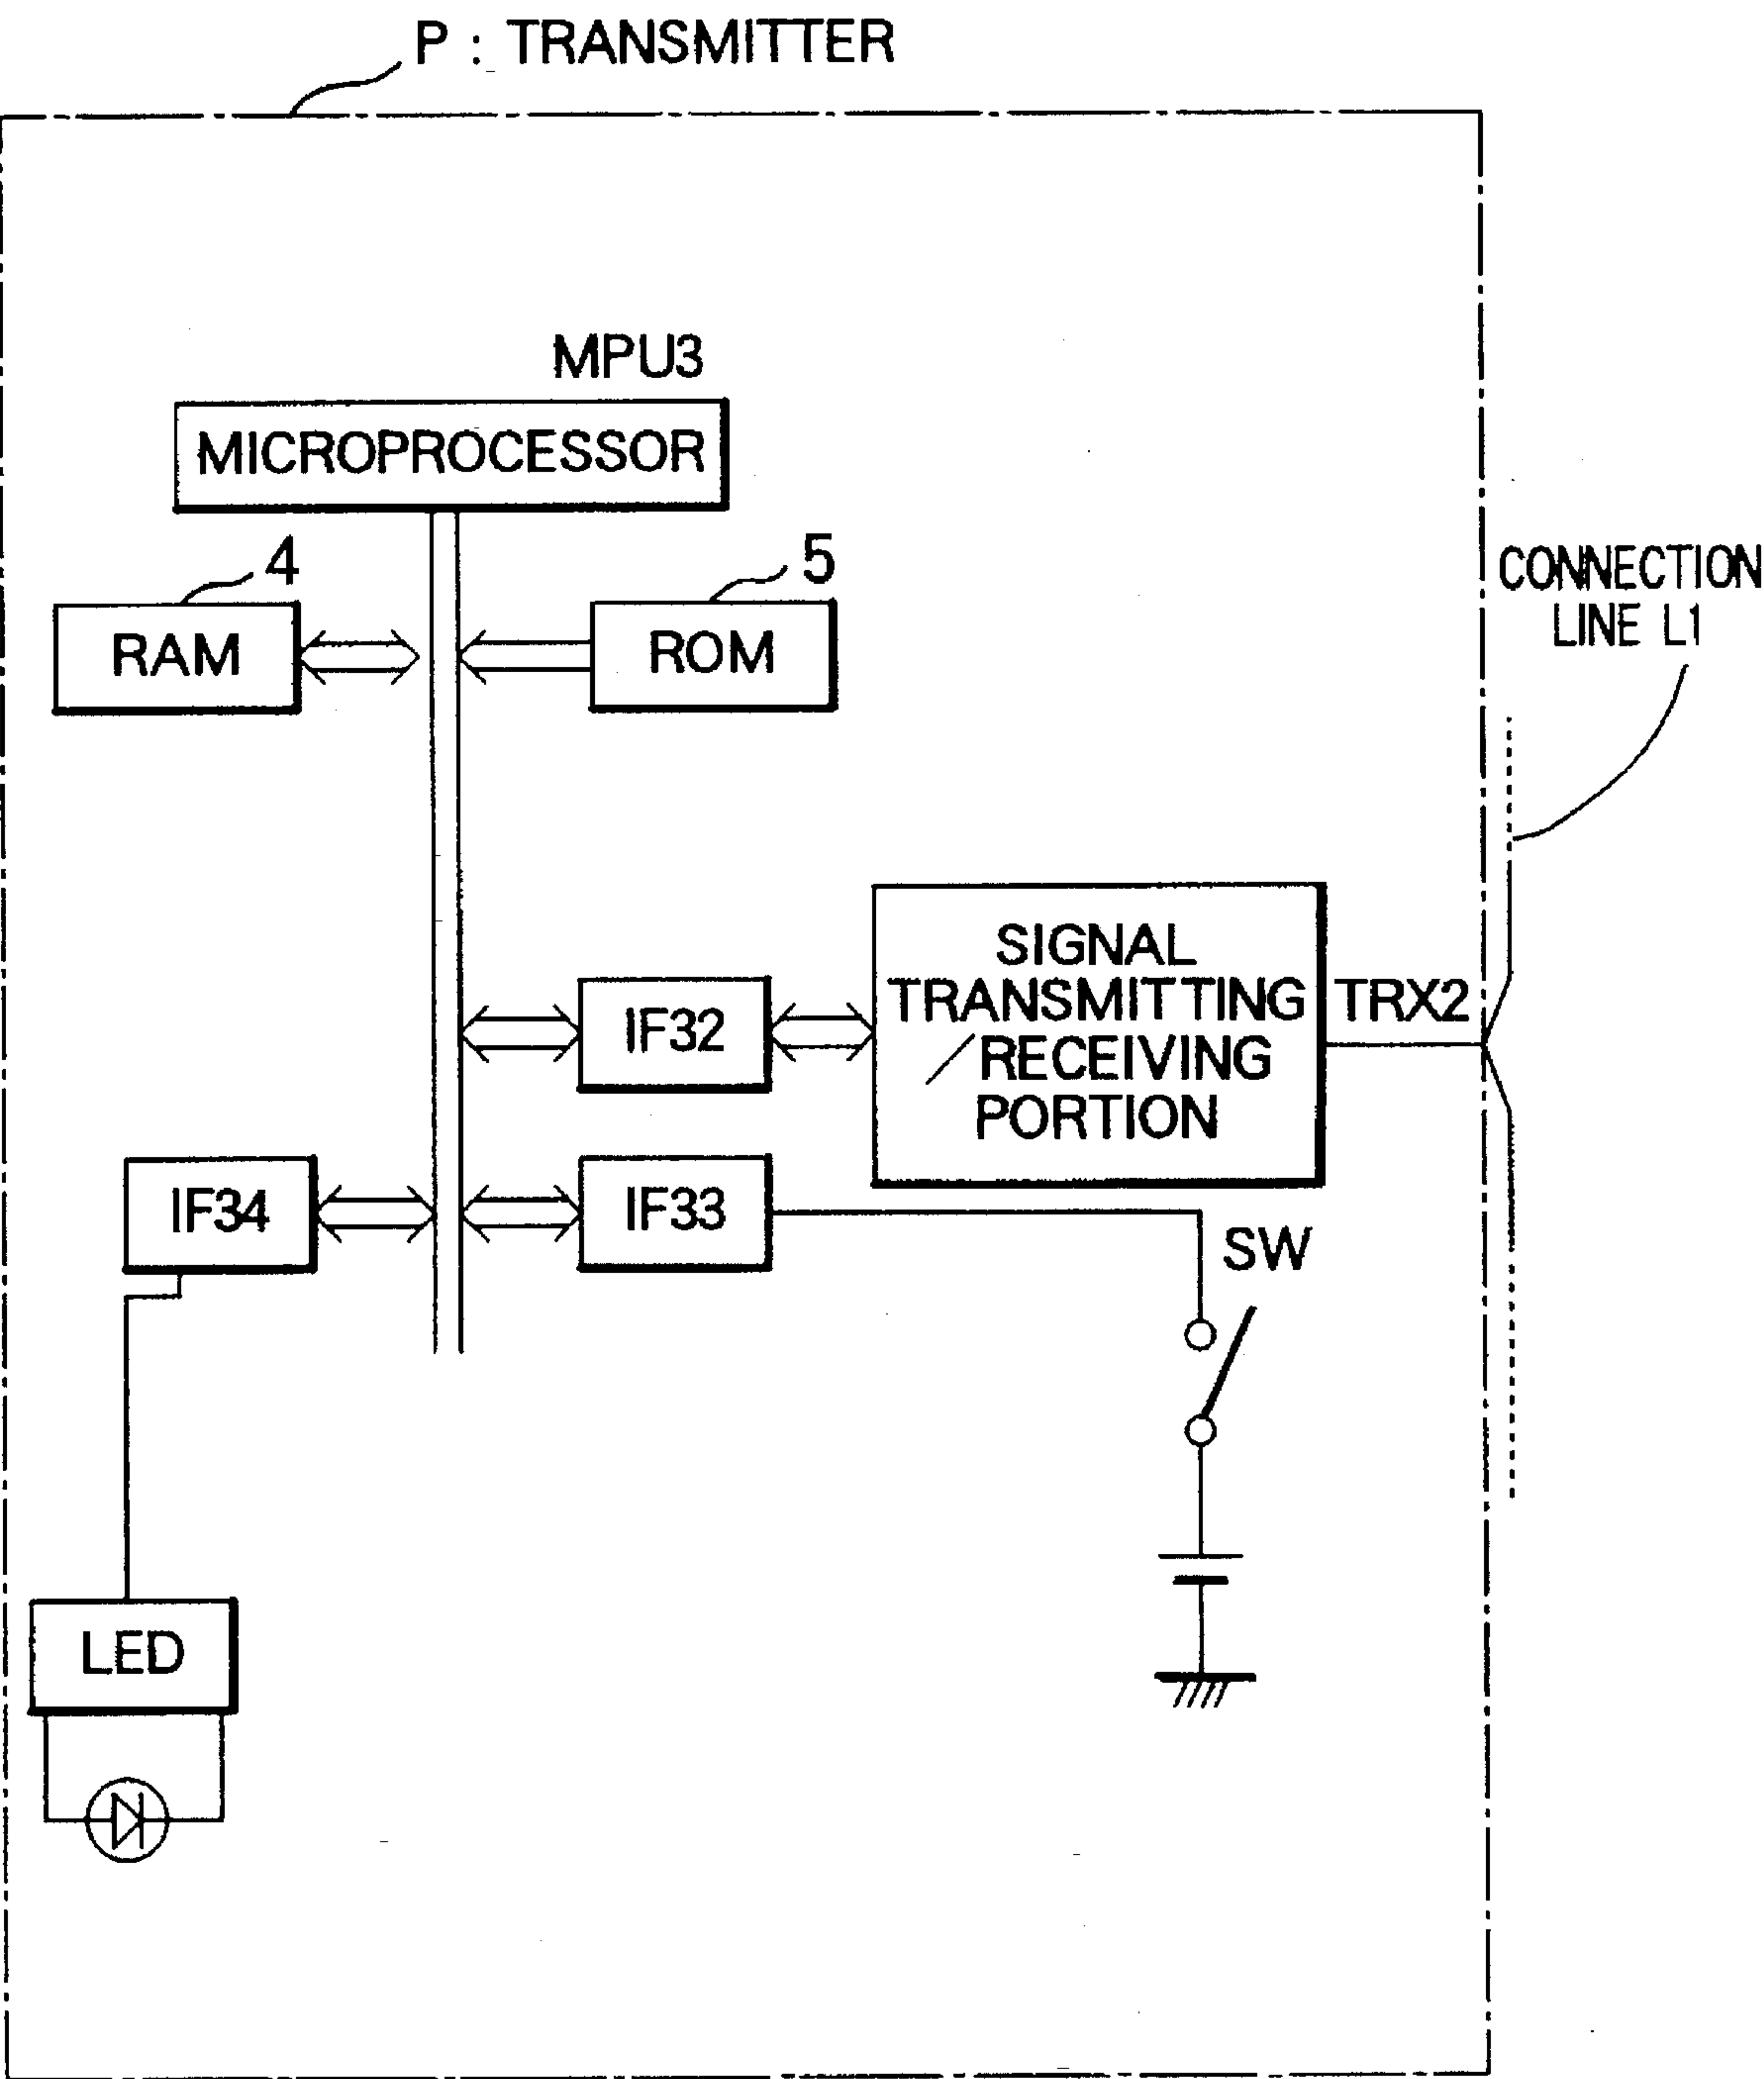 P : TRANSMITTER
MPU3
MICROPROCESSOR
4
5
RAM
ROM
CONNECTION
LINE L1
SIGNAL
TRANSMITTING
/RECEIVING
PORTION
TRX2
IF32
IF34
IF33
SW
LED